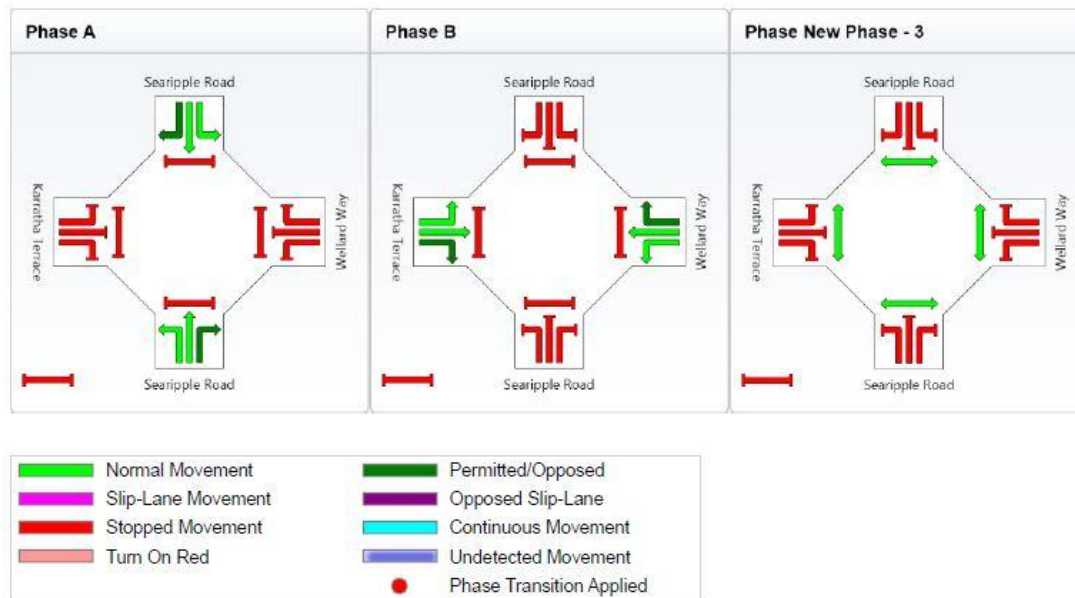 Phase A
Phase B
Phase New Phase - 3
Searipple Road
Karratha Terrace
Wellard Way
Searipple Road
Searipple Road
Karratha Terrace
Wellard Way
Searipple Road
Searipple Road
Karratha Terrace
Wellard Way
Searipple Road
Normal Movement
Permitted/Opposed
Slip-Lane Movement
Opposed Slip-Lane
Stopped Movement
Continuous Movement
Turn On Red
Undetected Movement
Phase Transition Applied